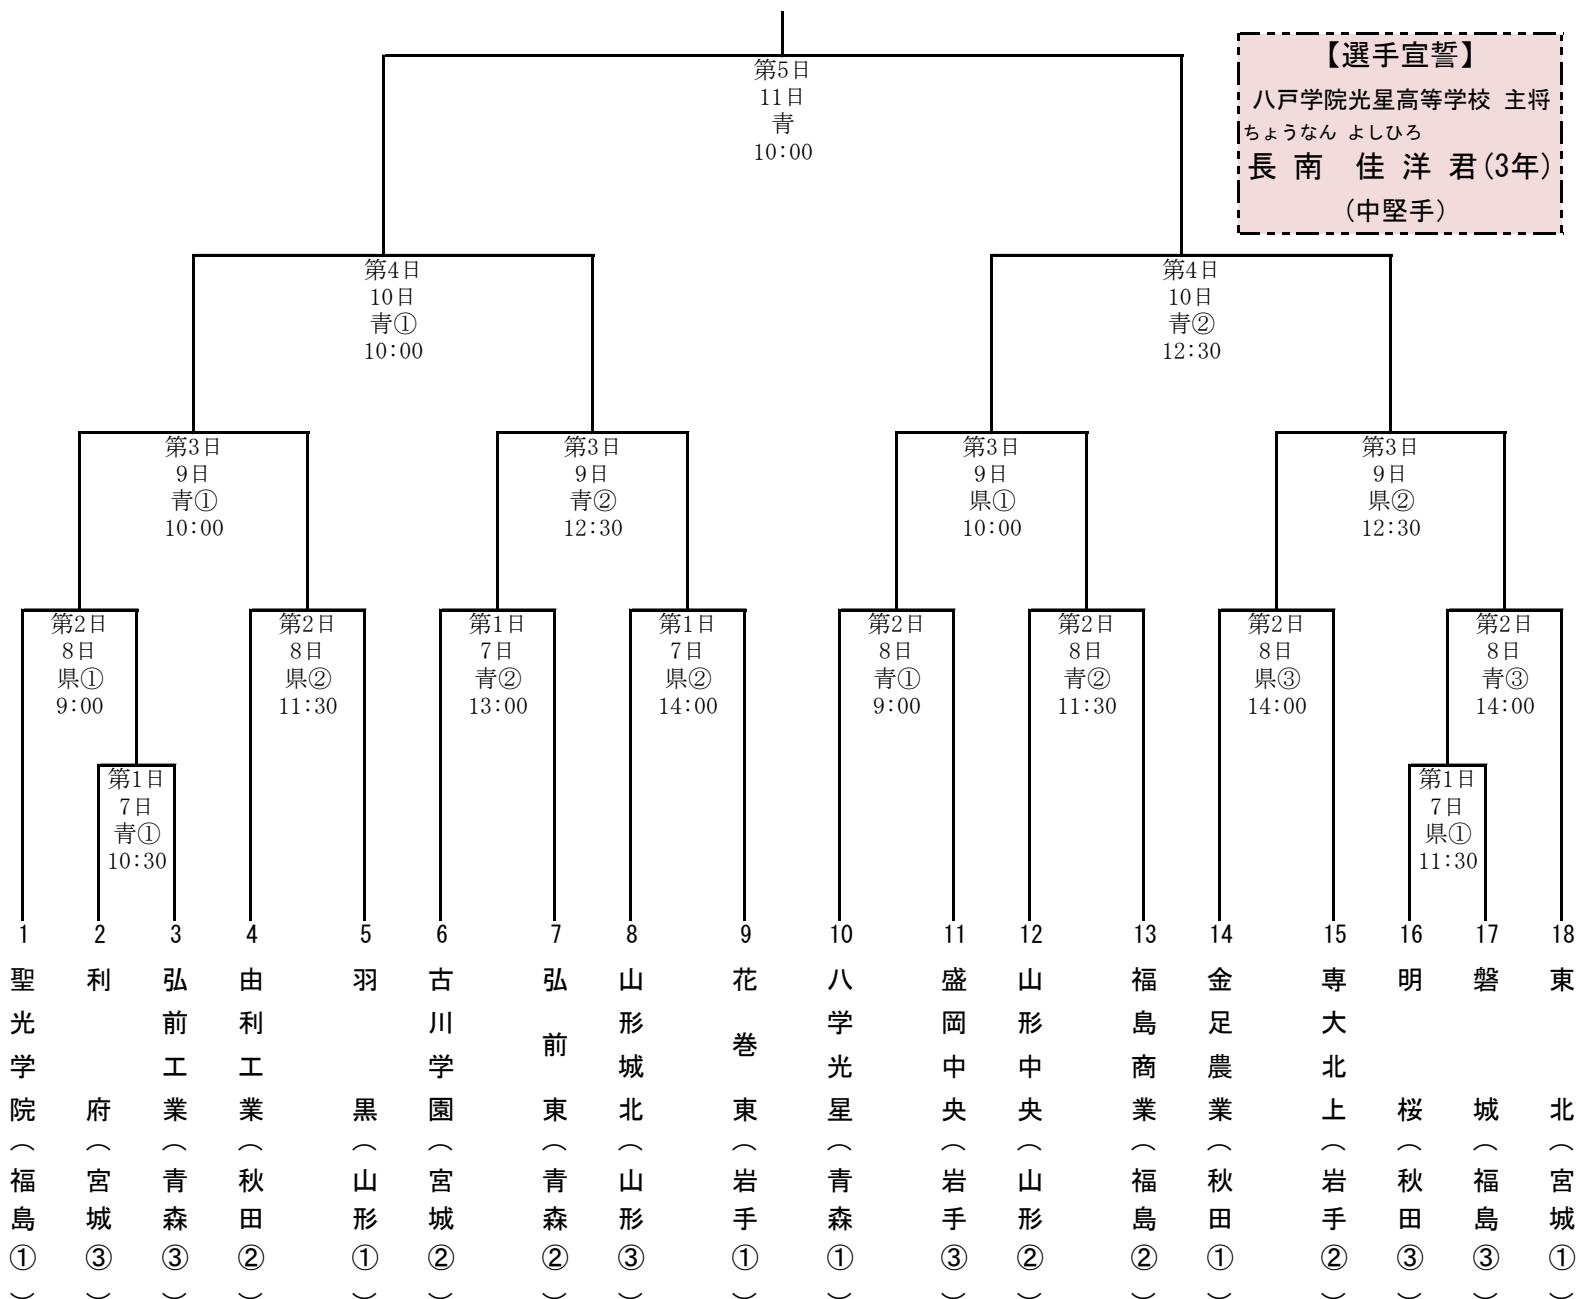 第5日
11日
青
10:00
【選手宣誓】
八戸学院光星高等学校 主将
ちょうなん よしひろ
長 南 佳 洋 君(3年)
(中堅手)
第4日
10日
青①
10:00
第4日
10日
青②
12:30
第3日
9日
青①
10:00
第3日
9日
青②
12:30
第3日
9日
県①
10:00
第3日
9日
県②
12:30
第2日
8日
県①
9:00
第2日
8日
県②
11:30
第1日
7日
青②
13:00
第1日
7日
県②
14:00
第2日
8日
青①
9:00
第2日
8日
青②
11:30
第2日
8日
県③
14:00
第2日
8日
青③
14:00
第1日
7日
青①
10:30
第1日
7日
県①
11:30
1 聖光学院(福島①)
2 利府(宮城③)
3 弘前工業(青森③)
4 由利工業(秋田②)
5 羽黒(山形①)
6 古川学園(宮城②)
7 弘前東(青森②)
8 山形城北(山形③)
9 花巻東(岩手①)
10 八学光星(青森①)
11 盛岡中央(岩手③)
12 山形中央(山形②)
13 福島商業(福島②)
14 金足農業(秋田①)
15 専大北上(岩手②)
16 明桜(秋田③)
17 磐城(福島③)
18 東北(宮城①)